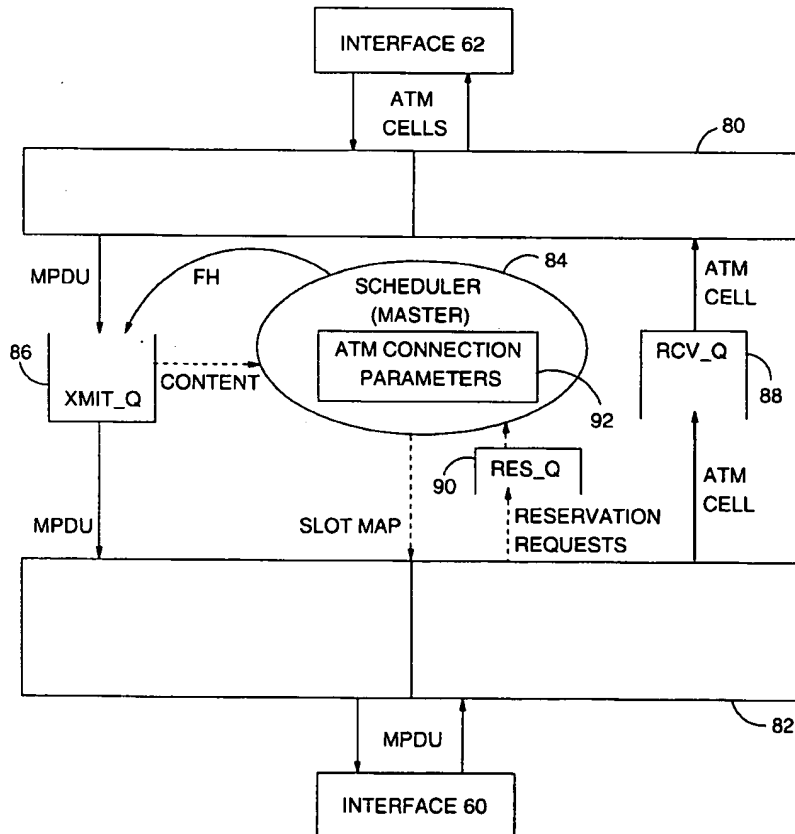 INTERFACE 62
ATM
CELLS
80
MPDU
FH
84
SCHEDULER
(MASTER)
ATM
CELL
86
XMIT_Q
CONTENT
ATM CONNECTION
PARAMETERS
92
RCV_Q
88
90
RES_Q
MPDU
SLOT MAP
RESERVATION
REQUESTS
ATM
CELL
MPDU
82
INTERFACE 60